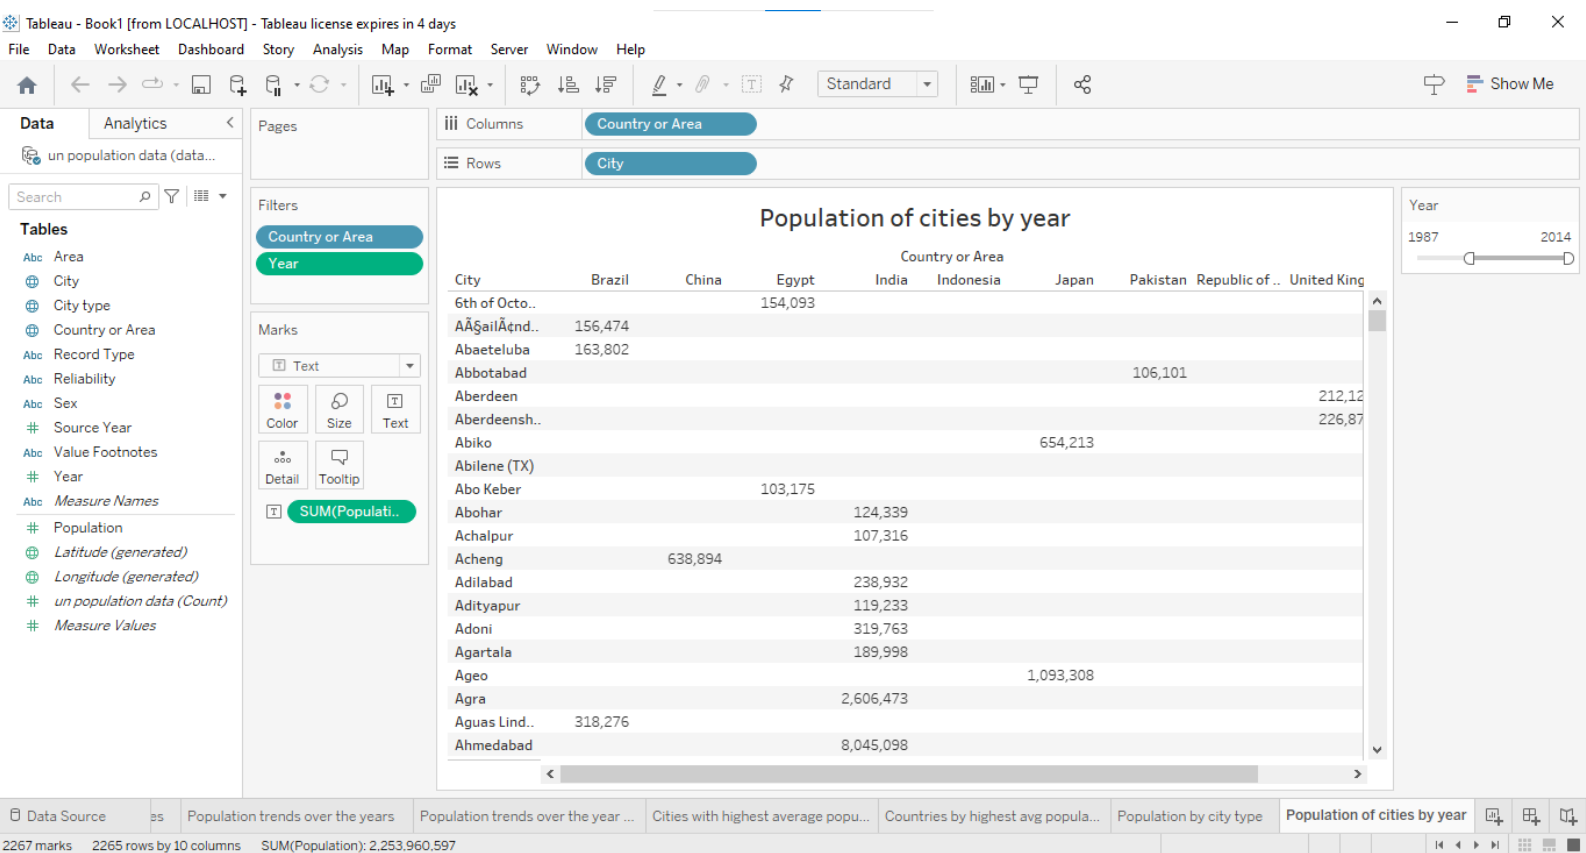 Tableau - Book1 [from LOCALHOST] - Tableau license expires in 4 days
File Data Worksheet Dashboard Story Analysis Map Format Server Window Help
Standard
Show Me
Data Analytics
un population data (data...
Search
Tables
Abc Area
City
City type
Country or Area
Abc Record Type
Abc Reliability
Abc Sex
# Source Year
Abc Value Footnotes
# Year
Abc Measure Names
# Population
Latitude (generated)
Longitude (generated)
# un population data (Count)
# Measure Values
Pages
Filters
Country or Area
Year
Marks
T Text
Color Size Text
Detail Tooltip
T SUM(Populati..
Columns Country or Area
Rows City
Population of cities by year
Country or Area
City Brazil China Egypt India Indonesia Japan Pakistan Republic of .. United King
6th of Octo.. 154,093
AÃ§ailÃ¢nd.. 156,474
Abaeteluba 163,802
Abbotabad 106,101
Aberdeen 212,12
Aberdeensh.. 226,87
Abiko 654,213
Abilene (TX)
Abo Keber 103,175
Abohar 124,339
Achalpur 107,316
Acheng 638,894
Adilabad 238,932
Adityapur 119,233
Adoni 319,763
Agartala 189,998
Ageo 1,093,308
Agra 2,606,473
Aguas Lind.. 318,276
Ahmedabad 8,045,098
Year
1987 2014
Data Source es Population trends over the years Population trends over the year ... Cities with highest average popu... Countries by highest avg popula... Population by city type Population of cities by year
2267 marks 2265 rows by 10 columns SUM(Population): 2,253,960,597